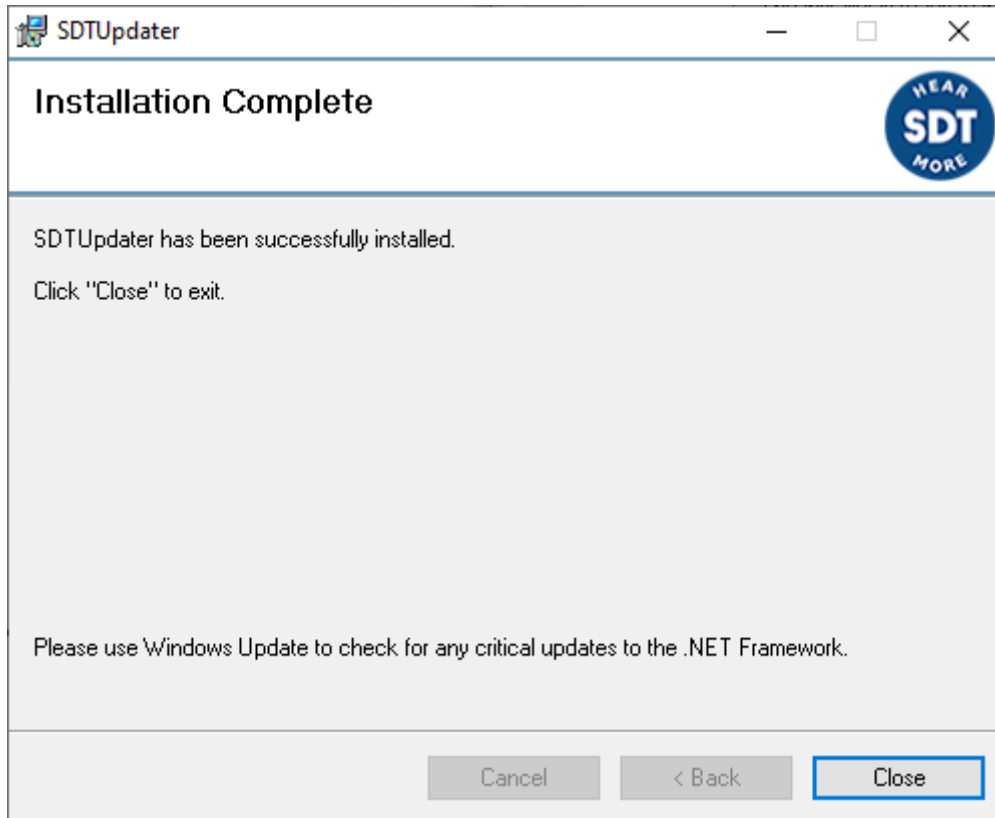 SDTUpdater
Installation Complete
HEAR
SDT
MORE
SDTUpdater has been successfully installed.
Click "Close" to exit.
Please use Windows Update to check for any critical updates to the .NET Framework.
Cancel
< Back
Close